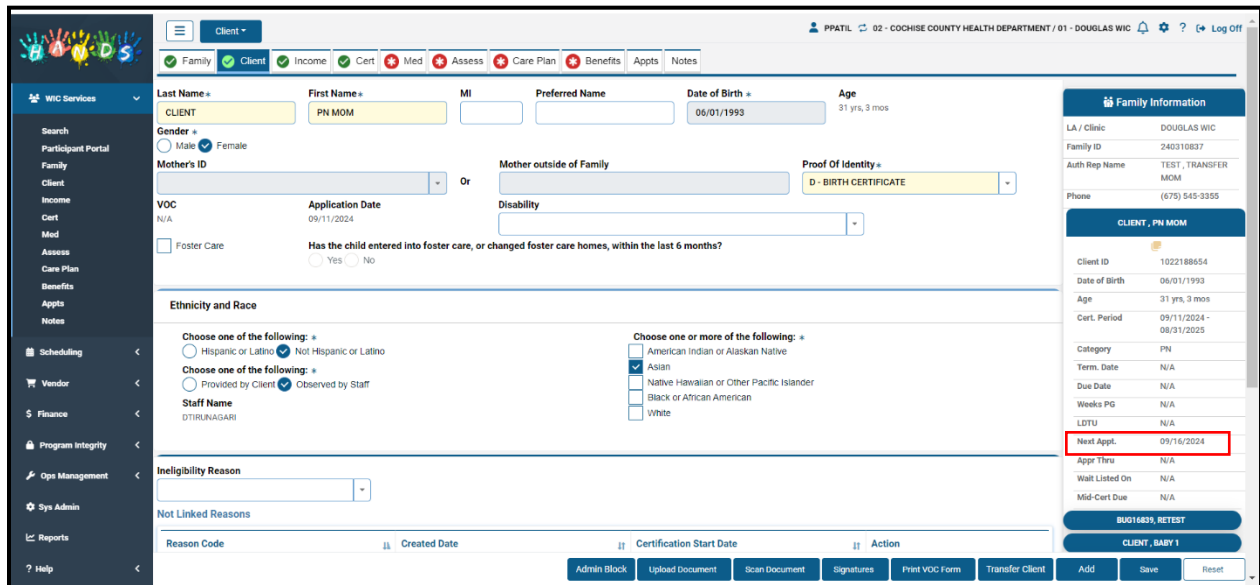 HANDS
Client
PPATIL 02 - COCHISE COUNTY HEALTH DEPARTMENT / 01 - DOUGLAS WIC ? Log Off
Family Client Income Cert Med Assess Care Plan Benefits Appts Notes
WIC Services
Search
Participant Portal
Family
Client
Income
Cert
Med
Assess
Care Plan
Benefits
Appts
Notes
Scheduling
Vendor
$ Finance
Program Integrity
Ops Management
Sys Admin
Reports
? Help
Last Name* First Name* MI Preferred Name Date of Birth * Age
CLIENT PN MOM 06/01/1993 31 yrs, 3 mos
Gender *
Male Female
Mother's ID Mother outside of Family Proof Of Identity*
Or D - BIRTH CERTIFICATE
VOC Application Date Disability
N/A 09/11/2024
Foster Care Has the child entered into foster care, or changed foster care homes, within the last 6 months?
Yes No
Ethnicity and Race
Choose one of the following: * Choose one or more of the following: *
Hispanic or Latino Not Hispanic or Latino American Indian or Alaskan Native
Choose one of the following: * Asian
Provided by Client Observed by Staff Native Hawaiian or Other Pacific Islander
Staff Name Black or African American
DTIRUNAGARI White
Ineligibility Reason
Not Linked Reasons
Reason Code Created Date Certification Start Date Action
Family Information
LA / Clinic DOUGLAS WIC
Family ID 240310837
Auth Rep Name TEST , TRANSFER
MOM
Phone (675) 545-3355
CLIENT , PN MOM
Client ID 1022188654
Date of Birth 06/01/1993
Age 31 yrs, 3 mos
Cert. Period 09/11/2024 -
08/31/2025
Category PN
Term. Date N/A
Due Date N/A
Weeks PG N/A
LDTU N/A
Next Appt. 09/16/2024
Appr Thru N/A
Wait Listed On N/A
Mid-Cert Due N/A
BUG16839, RETEST
CLIENT , BABY 1
Admin Block Upload Document Scan Document Signatures Print VOC Form Transfer Client Add Save Reset